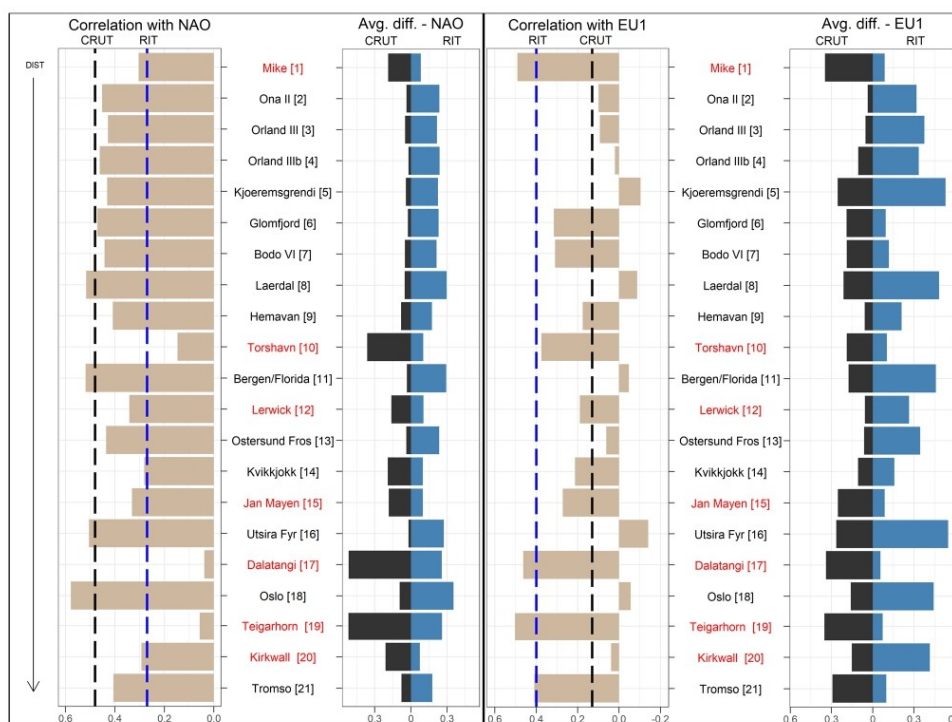 Correlation with NAO Avg. diff. - NAO Correlation with EU1 Avg. diff. - EU1
CRUT RIT CRUT RIT RIT CRUT CRUT RIT
DIST
Mike [1] Mike [1]
Ona II [2] Ona II [2]
Orland III [3] Orland III [3]
Orland IIIb [4] Orland IIIb [4]
Kjoeremsgrendi [5] Kjoeremsgrendi [5]
Glomfjord [6] Glomfjord [6]
Bodo VI [7] Bodo VI [7]
Laerdal [8] Laerdal [8]
Hemavan [9] Hemavan [9]
Torshavn [10] Torshavn [10]
Bergen/Florida [11] Bergen/Florida [11]
Lerwick [12] Lerwick [12]
Ostersund Fros [13] Ostersund Fros [13]
Kvikkjokk [14] Kvikkjokk [14]
Jan Mayen [15] Jan Mayen [15]
Utsira Fyr [16] Utsira Fyr [16]
Dalatangi [17] Dalatangi [17]
Oslo [18] Oslo [18]
Teigarhorn [19] Teigarhorn [19]
Kirkwall [20] Kirkwall [20]
Tromso [21] Tromso [21]
0.6 0.4 0.2 0.0 0.3 0 0.3 0.6 0.4 0.2 0.0 -0.2 0.6 0.3 0 0.3